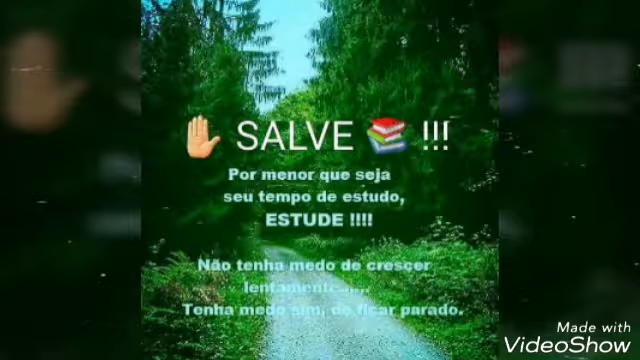 ✋ SALVE 📚 !!!
Por menor que seja
seu tempo de estudo,
ESTUDE !!!!
Não tenha medo de crescer
lentamente......
Tenha medo sim, de ficar parado.
Made with
VideoShow